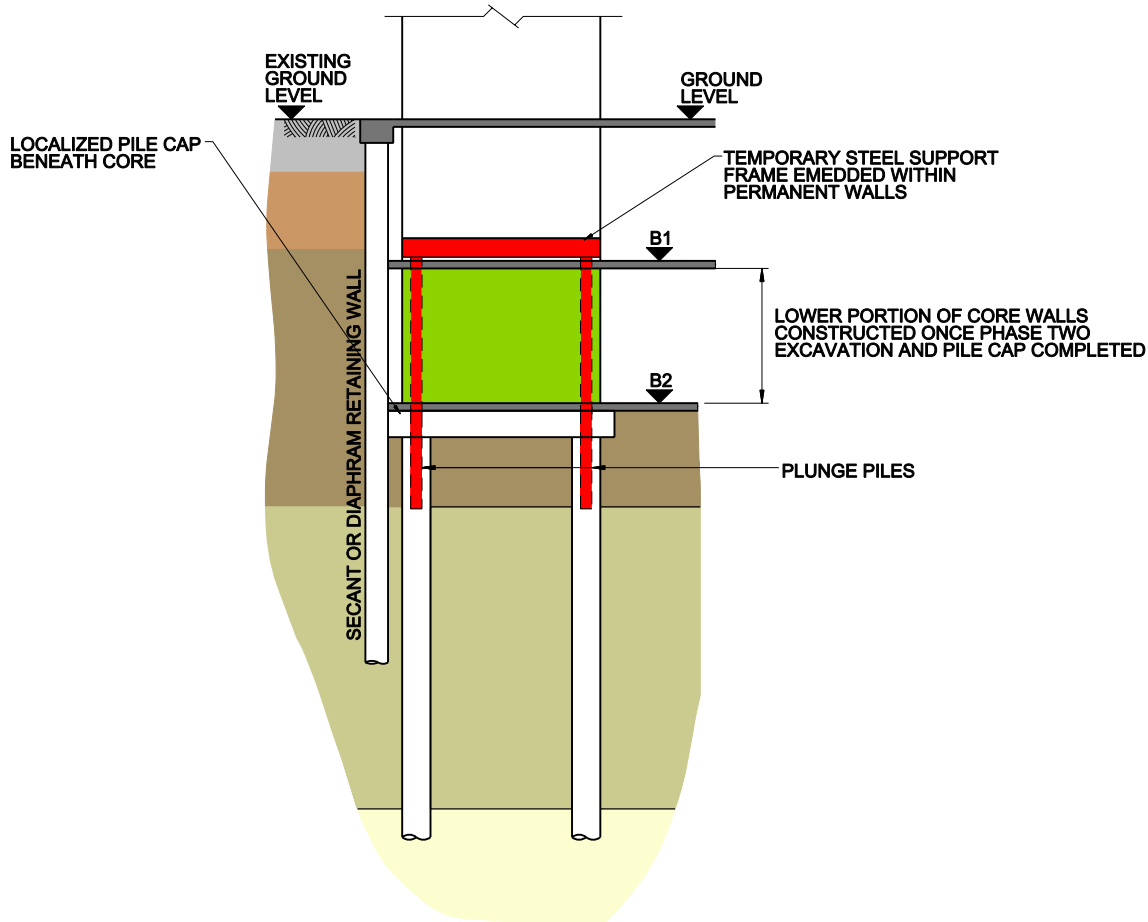 EXISTING
GROUND
LEVEL
GROUND
LEVEL
LOCALIZED PILE CAP
BENEATH CORE
TEMPORARY STEEL SUPPORT
FRAME EMEDDED WITHIN
PERMANENT WALLS
B1
SECANT OR DIAPHRAM RETAINING WALL
LOWER PORTION OF CORE WALLS
CONSTRUCTED ONCE PHASE TWO
EXCAVATION AND PILE CAP COMPLETED
B2
PLUNGE PILES